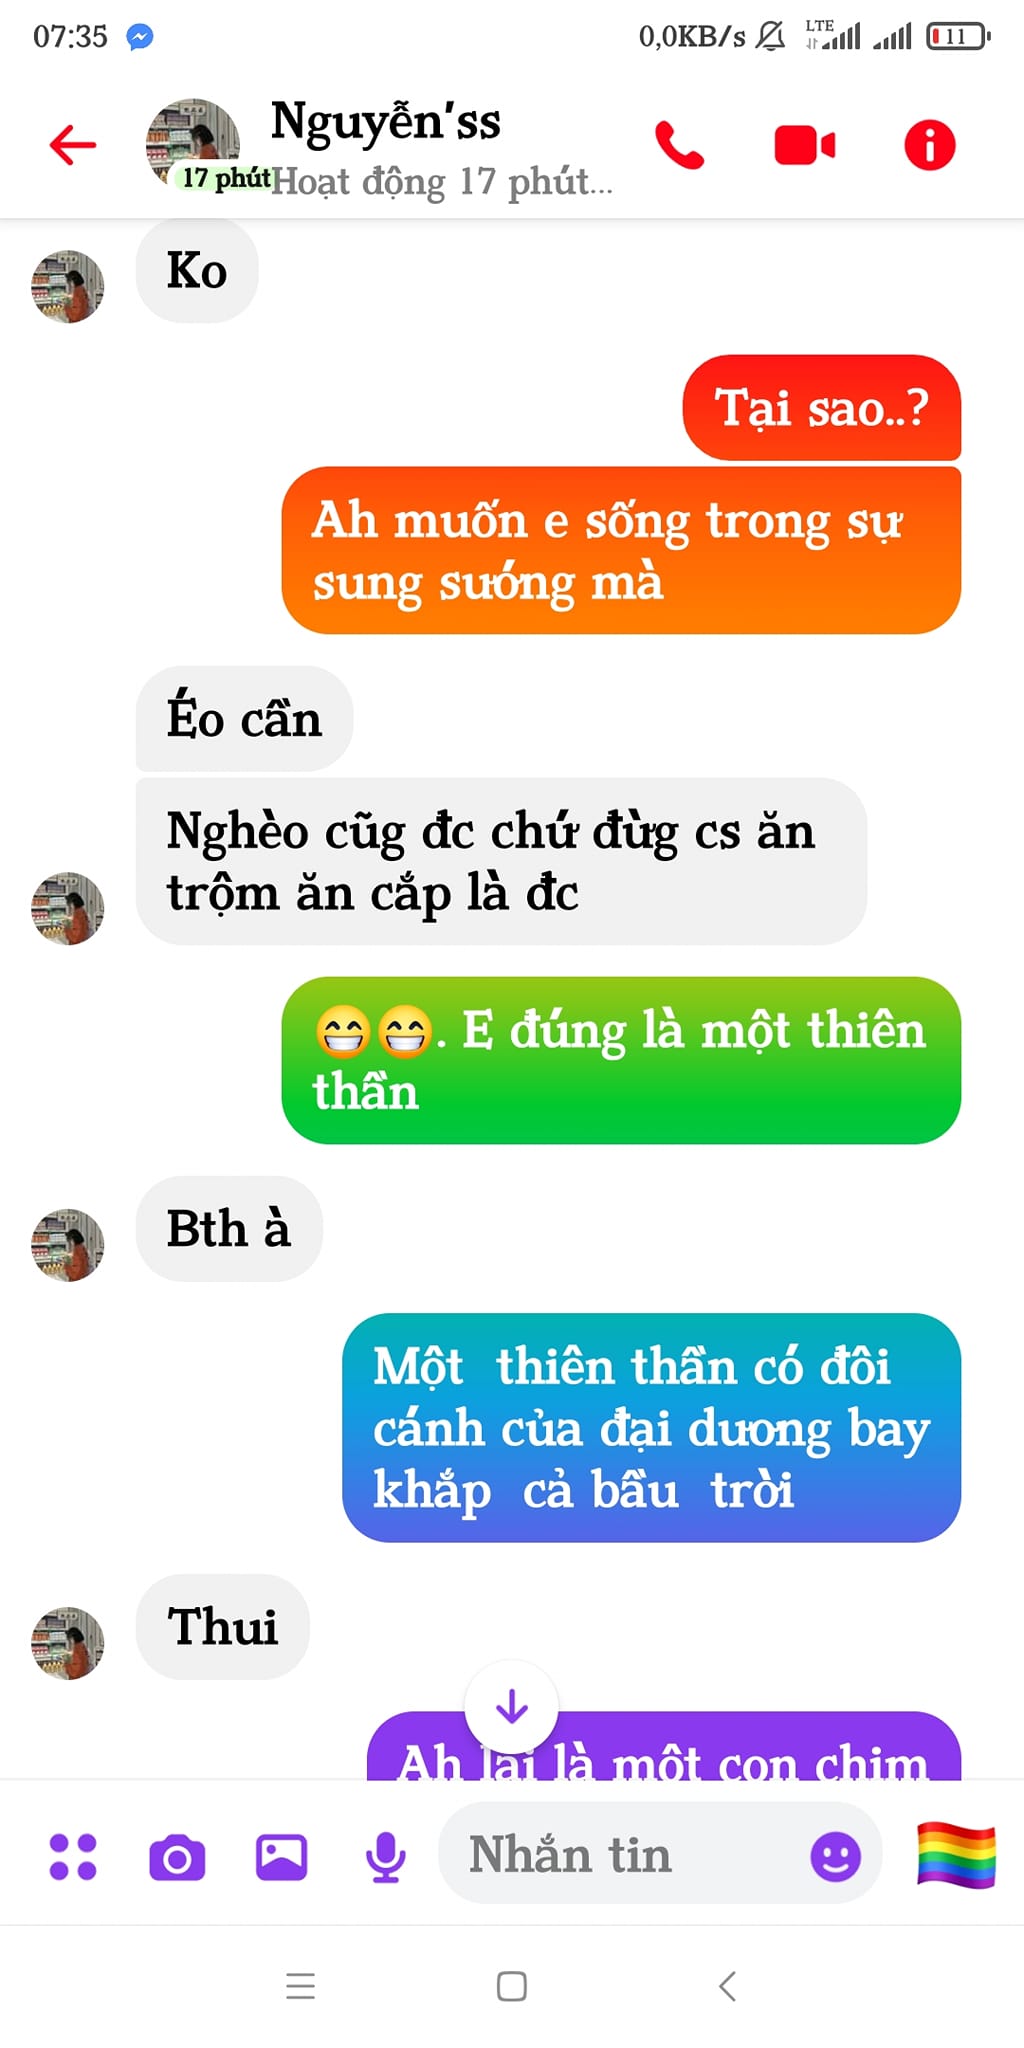 07:35
0,0KB/s LTE 11
Nguyễn'ss
17 phút Hoạt động 17 phút...
Ko
Tại sao..?
Ah muốn e sống trong sự
sung sướng mà
Éo cần
Nghèo cũg đc chứ đừg cs ăn
trộm ăn cắp là đc
😁😁. E đúng là một thiên
thần
Bth à
Một  thiên thần có đôi
cánh của đại dương bay
khắp  cả bầu  trời
Thui
Ah lại là một con chim
Nhắn tin